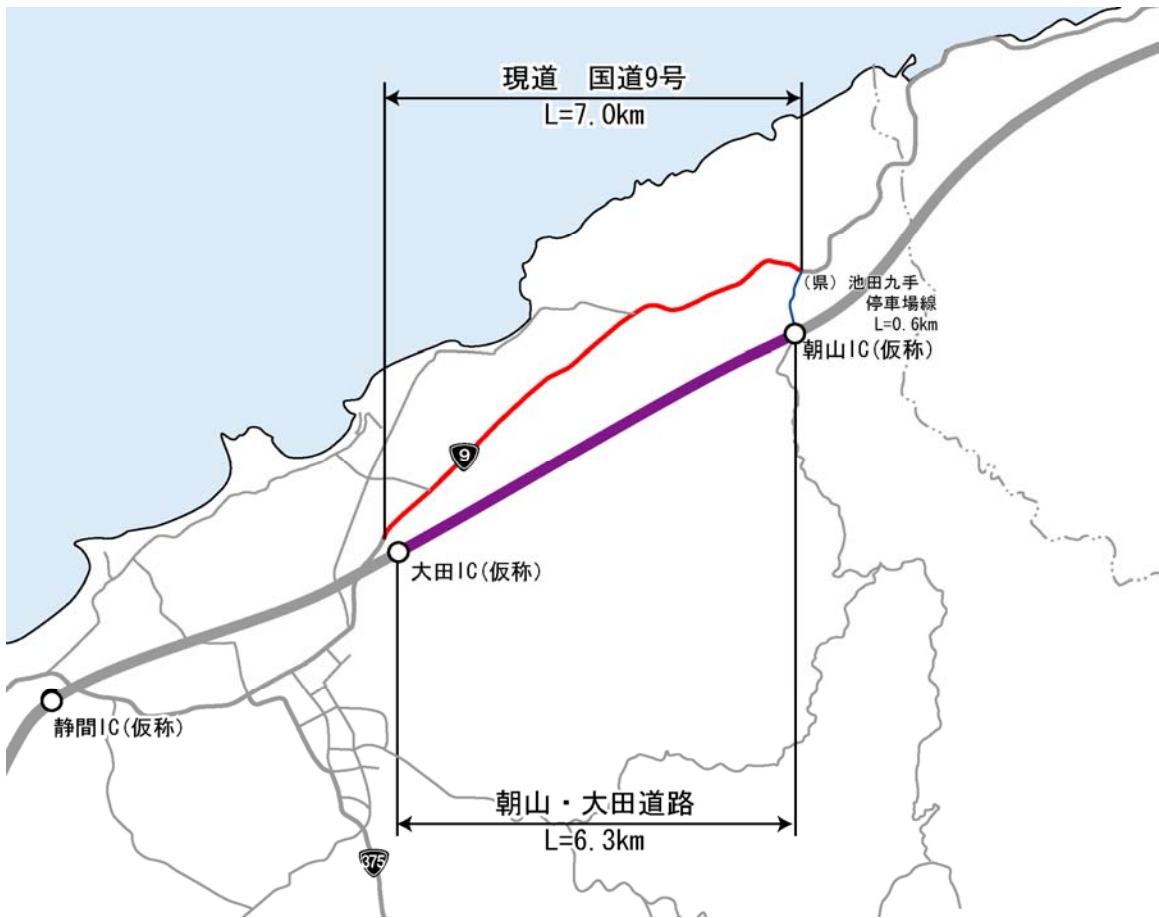 現道 国道9号
L=7.0km
(県) 池田九手
停車場線
L=0.6km
朝山IC(仮称)
9
大田IC(仮称)
静間IC(仮称)
朝山・大田道路
L=6.3km
375